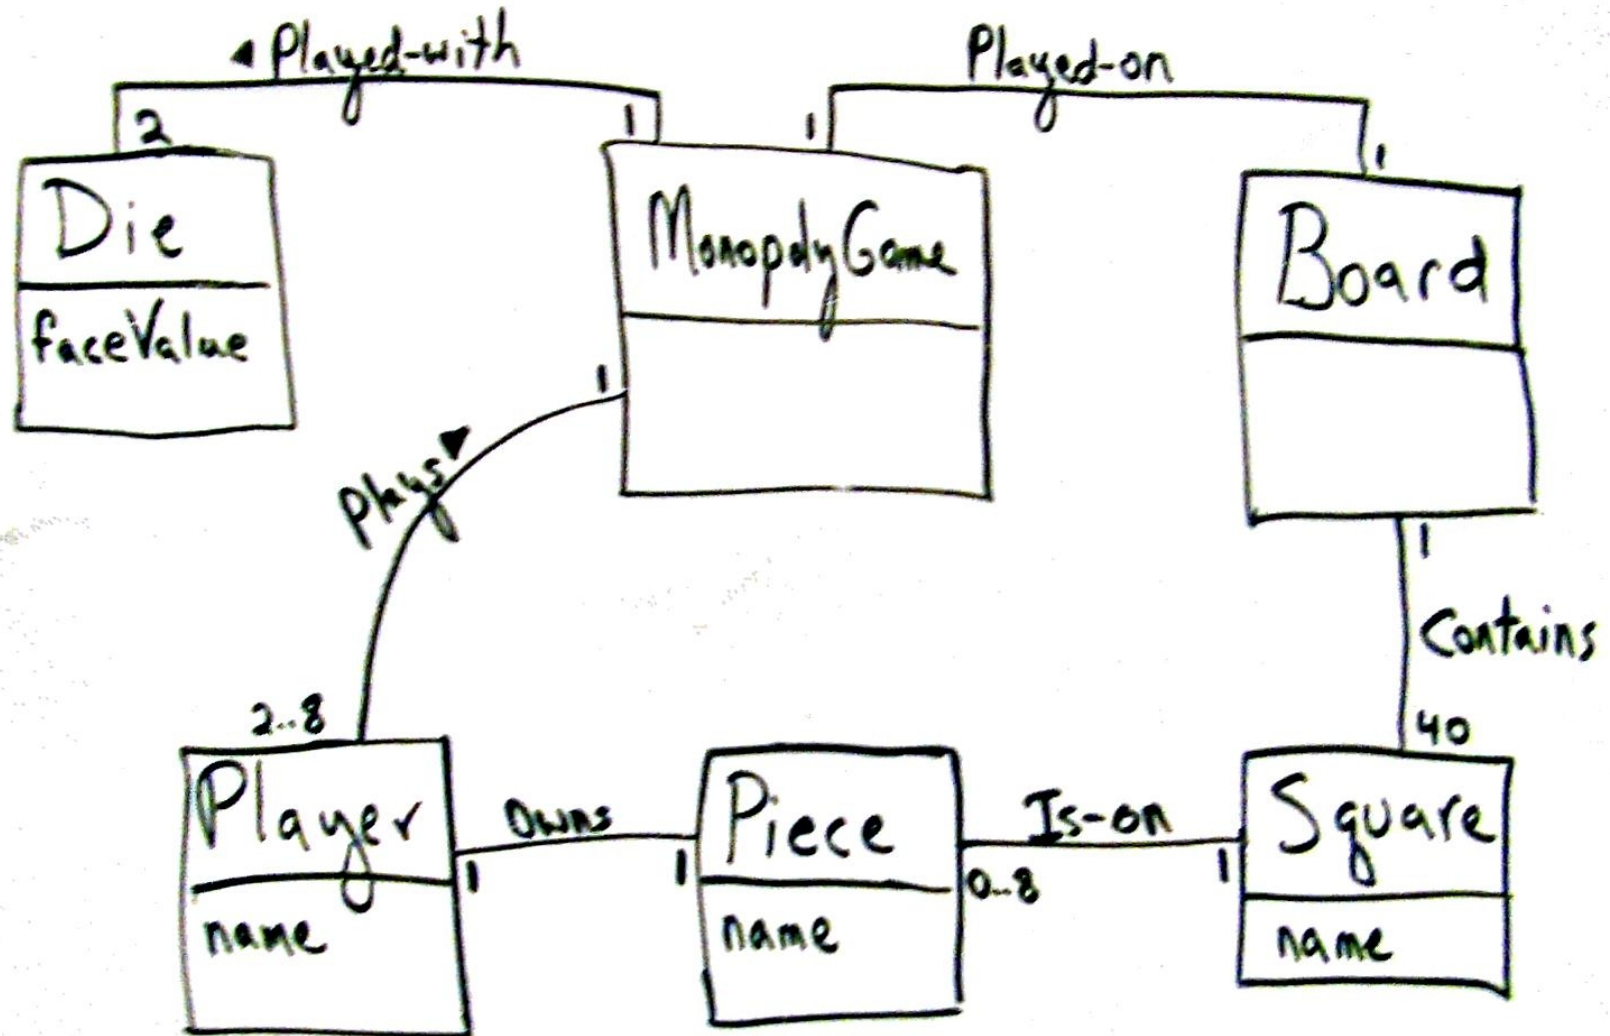 ◄ Played-with
Played-on
2
1
1
1
Die
MonopolyGame
Board
faceValue
1
Plays
1
Contains
2..8
40
Player
Owns
Piece
Is-on
Square
1
1
0..8
1
name
name
name